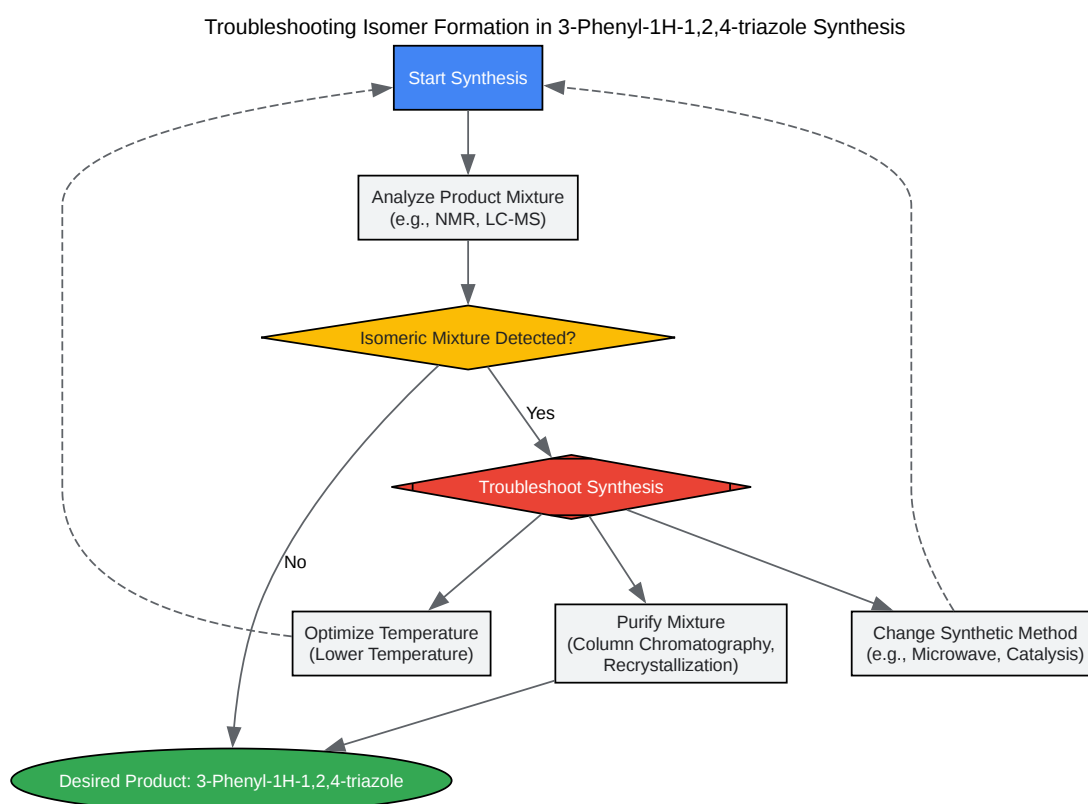 Troubleshooting Isomer Formation in 3-Phenyl-1H-1,2,4-triazole Synthesis
Start Synthesis
Analyze Product Mixture
(e.g., NMR, LC-MS)
Isomeric Mixture Detected?
Yes
Troubleshoot Synthesis
No
Optimize Temperature
(Lower Temperature)
Purify Mixture
(Column Chromatography,
Recrystallization)
Change Synthetic Method
(e.g., Microwave, Catalysis)
Desired Product: 3-Phenyl-1H-1,2,4-triazole